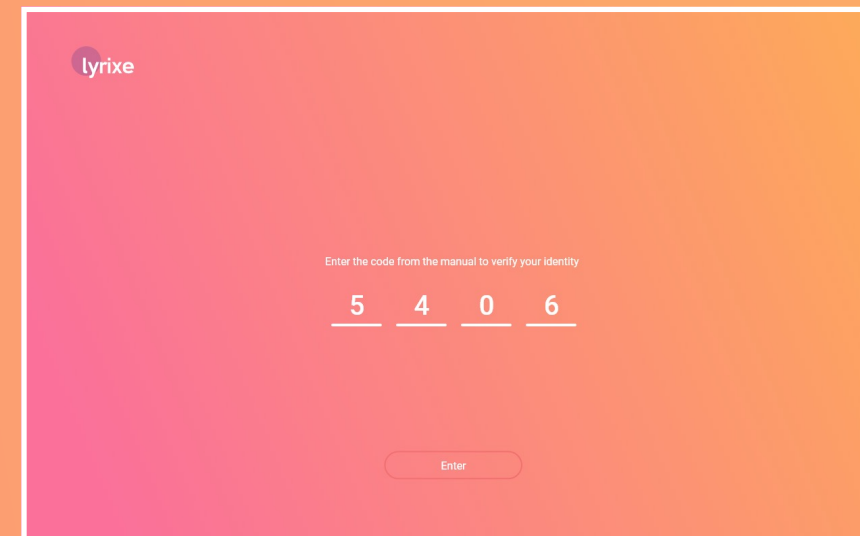 lyrixe
Enter the code from the manual to verify your identity
5 4 0 6
Enter